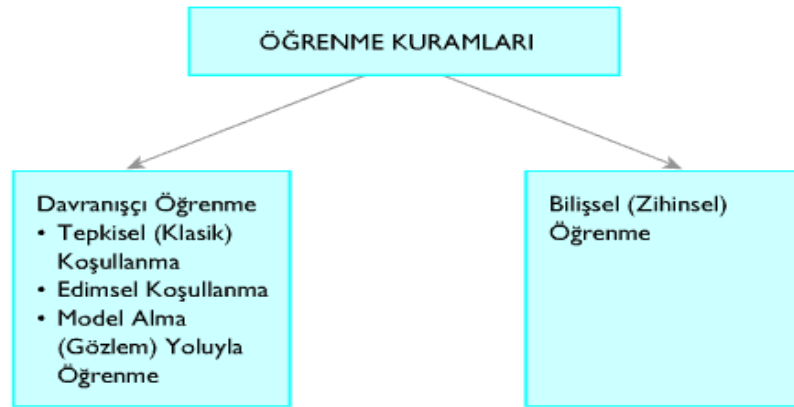 ÖĞRENME KURAMLARI
Davranışçı Öğrenme
• Tepkisel (Klasik)
Koşullanma
• Edimsel Koşullanma
• Model Alma
(Gözlem) Yoluyla
Öğrenme
Bilişsel (Zihinsel)
Öğrenme